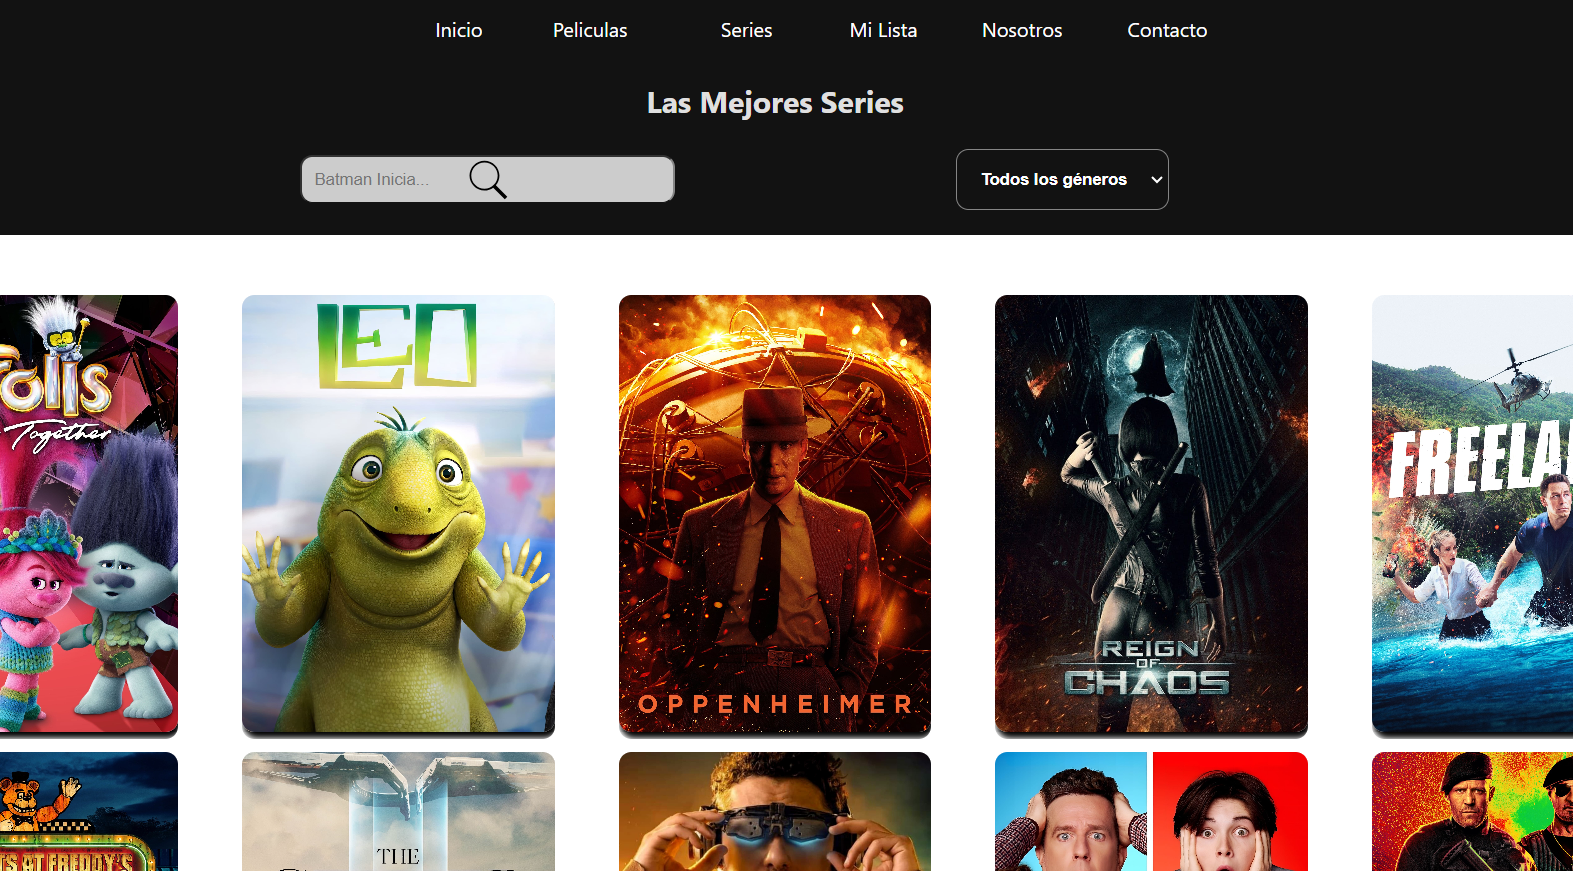 Inicio Peliculas Series Mi Lista Nosotros Contacto
Las Mejores Series
Batman Inicia...
Todos los géneros
olls
Together
LEO
OPPENHEIMER
REIGN
OF
CHAOS
FREELA
TS AT FREDDY'S
THE